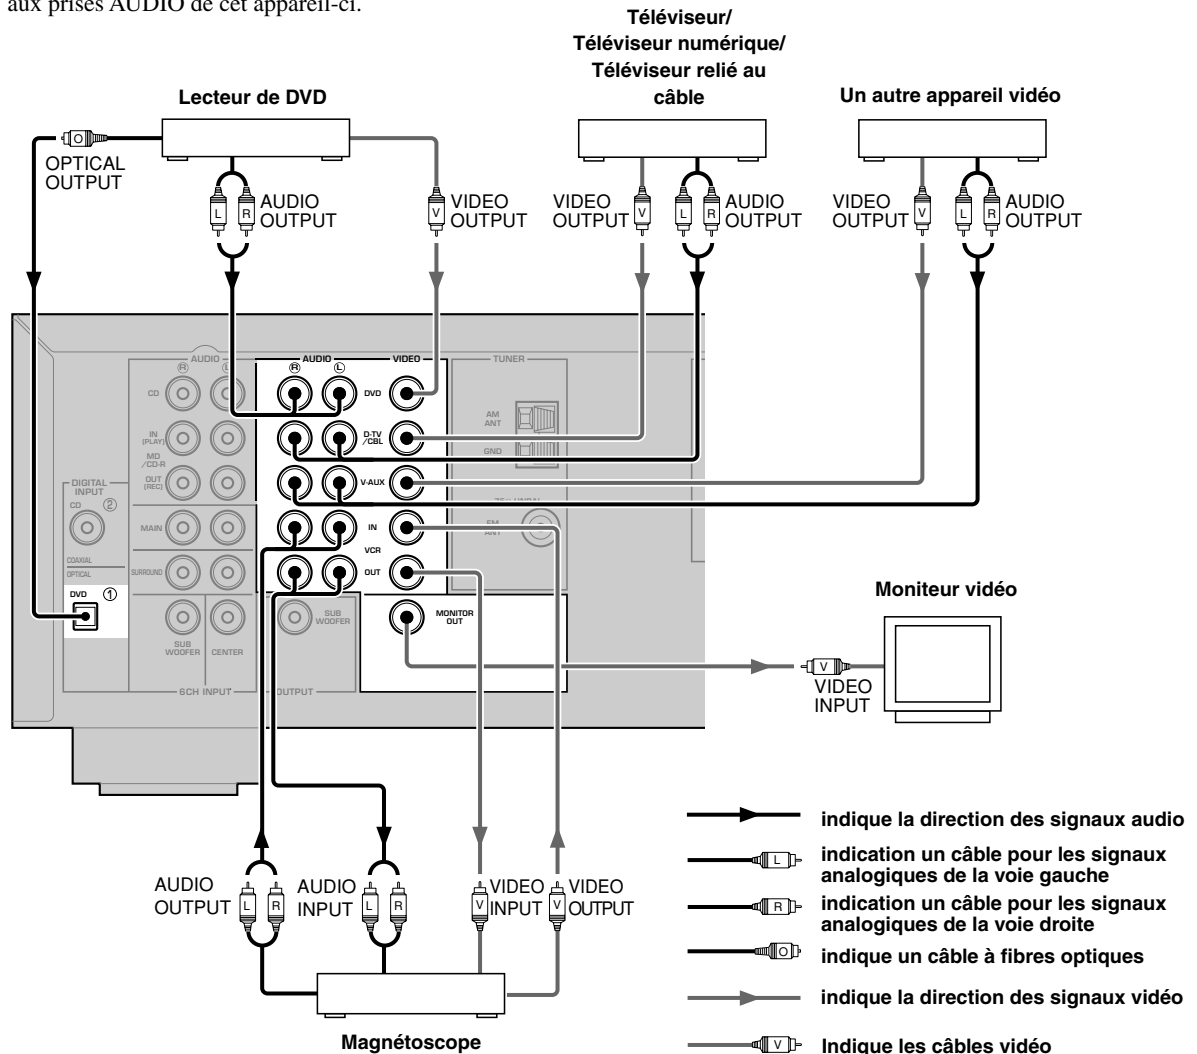 aux prises AUDIO de cet appareil-ci.
Téléviseur/
Téléviseur numérique/
Téléviseur relié au
câble
Lecteur de DVD
Un autre appareil vidéo
O
OPTICAL
OUTPUT
L
R
AUDIO
OUTPUT
V
VIDEO
OUTPUT
VIDEO
OUTPUT
V
L
R
AUDIO
OUTPUT
VIDEO
OUTPUT
V
L
R
AUDIO
OUTPUT
AUDIO
R
L
AUDIO
R
L
VIDEO
TUNER
CD
DVD
AM
ANT
IN
(PLAY)
D-TV
/CBL
GND
MD
/CD-R
OUT
(REC)
V-AUX
75Ω UNBAL.
DIGITAL
INPUT
CD
2
MAIN
IN
FM
ANT
VCR
COAXIAL
OPTICAL
SURROUND
OUT
DVD
1
SUB
WOOFER
MONITOR
OUT
SUB
WOOFER
CENTER
6CH INPUT
OUTPUT
Moniteur vidéo
V
VIDEO
INPUT
AUDIO
OUTPUT
L
R
AUDIO
INPUT
L
R
V
VIDEO
INPUT
V
VIDEO
OUTPUT
Magnétoscope
indique la direction des signaux audio
L
indication un câble pour les signaux
analogiques de la voie gauche
R
indication un câble pour les signaux
analogiques de la voie droite
O
indique un câble à fibres optiques
indique la direction des signaux vidéo
V
Indique les câbles vidéo